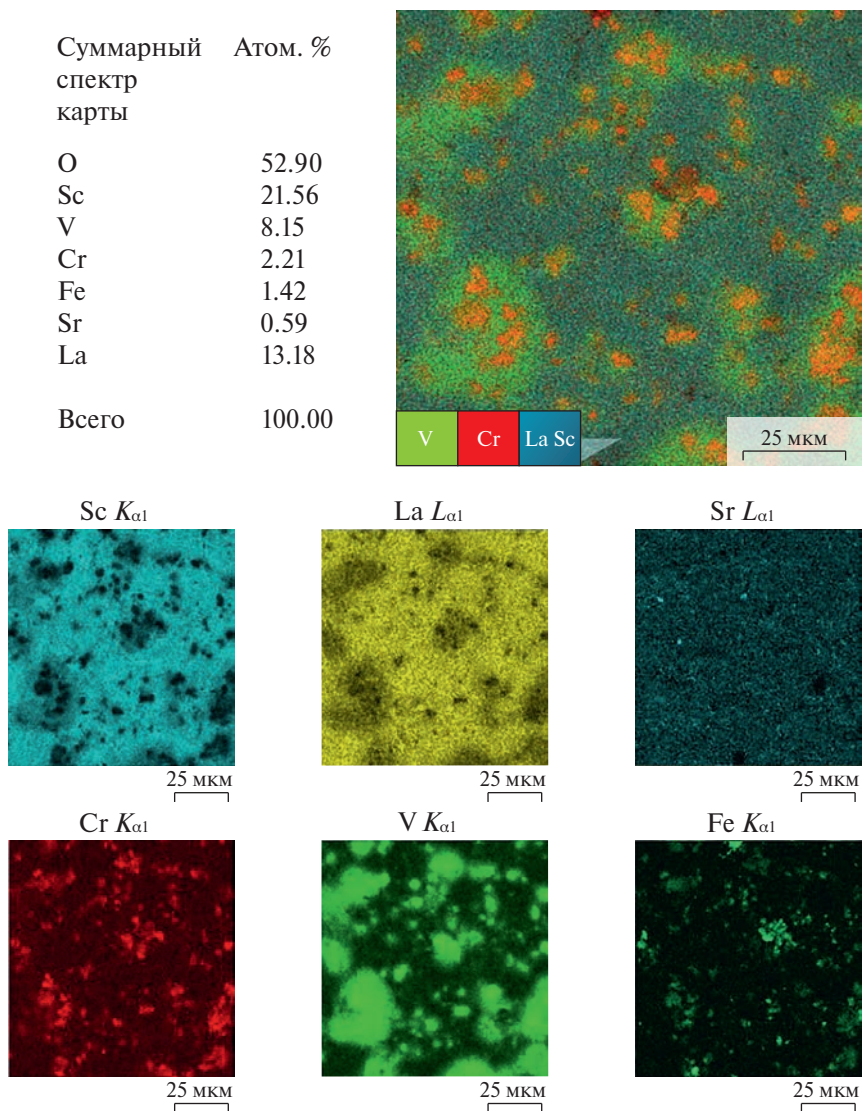 Суммарный Атом. %
спектр
карты
O 52.90
Sc 21.56
V 8.15
Cr 2.21
Fe 1.42
Sr 0.59
La 13.18
Всего 100.00
V Cr La Sc 25 мкм
Sc Kα1 La Lα1 Sr Lα1
25 мкм 25 мкм 25 мкм
Cr Kα1 V Kα1 Fe Kα1
25 мкм 25 мкм 25 мкм